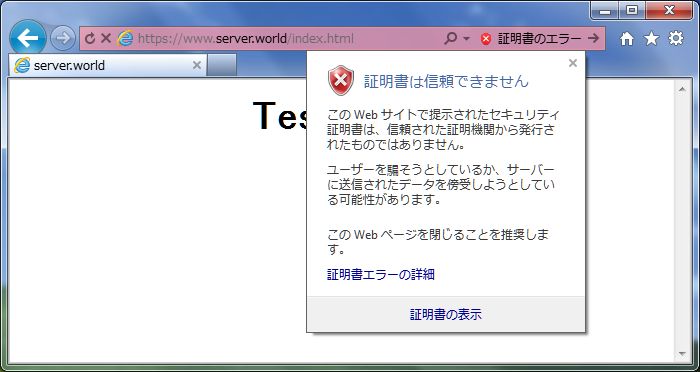 https://www.server.world/index.html
証明書のエラー
server.world
Tes
証明書は信頼できません
この Web サイトで提示されたセキュリティ
証明書は、信頼された証明機関から発行さ
れたものではありません。
ユーザーを騙そうとしているか、サーバー
に送信されたデータを傍受しようとしてい
る可能性があります。
この Web ページを閉じることを推奨しま
す。
証明書エラーの詳細
証明書の表示